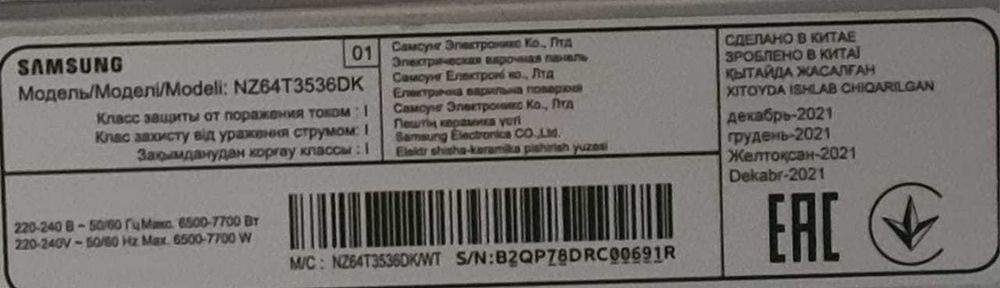 SAMSUNG
01
Модель/Моделі/Modeli: NZ64T3536DK
Класс защиты от поражения током : I
Клас захисту від ураження струмом: I
Зақымданудан қорғау классы : I
Самсунг Электроникс Ко., Лтд
Электрическая варочная панель
Самсунг Електроні ко., Лтд
Електрична варильна поверхня
Самсунг Электроникс Ко., Лтд
Пештің керамика үсті
Samsung Electronics CO.,Ltd.
Elektr shisha-keramika pishirish yuzasi
СДЕЛАНО В КИТАЕ
ЗРОБЛЕНО В КИТАЇ
ҚЫТАЙДА ЖАСАЛҒАН
XITOYDA ISHLAB CHIQARILGAN
декабрь-2021
грудень-2021
Желтоқсан-2021
Dekabr-2021
220-240 В ~ 50/60 Гц Макс. 6500-7700 Вт
220-240V ~ 50/60 Hz Max. 6500-7700 W
M/C : NZ64T3536DK/WT S/N:B2QP78DRC00691R
EAC